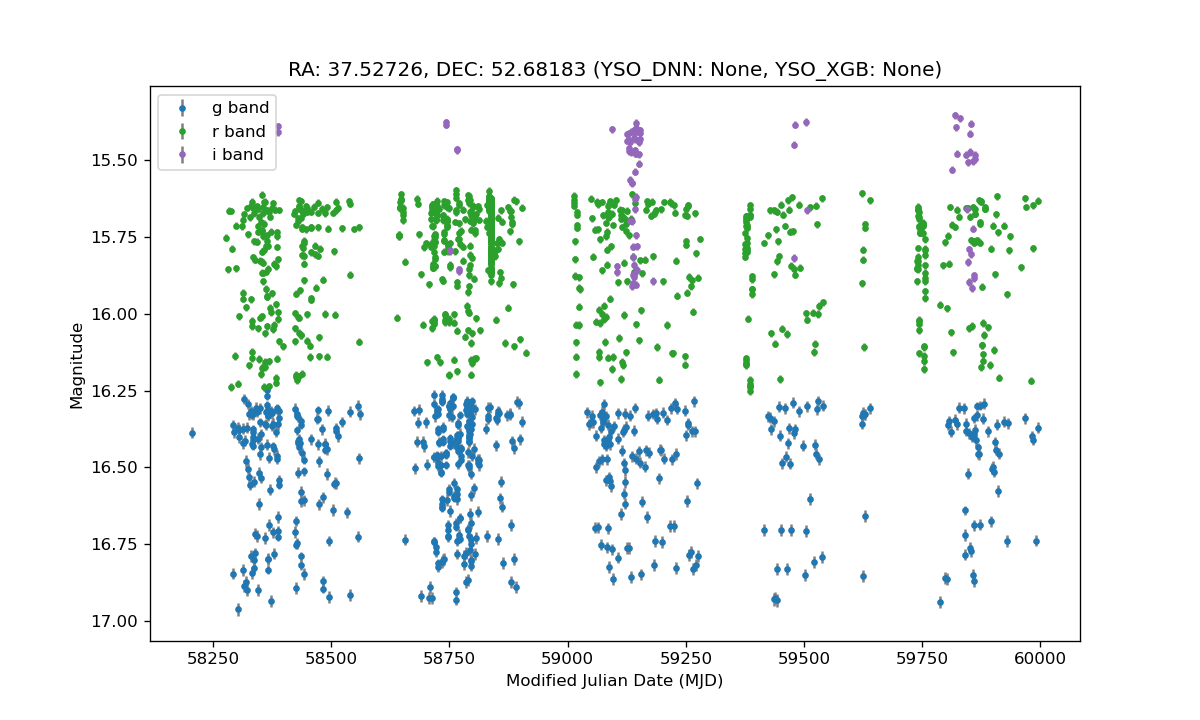 RA: 37.52726, DEC: 52.68183 (YSO_DNN: None, YSO_XGB: None)
g band
r band
i band
15.50
15.75
16.00
16.25
16.50
16.75
17.00
Magnitude
58250 58500 58750 59000 59250 59500 59750 60000
Modified Julian Date (MJD)